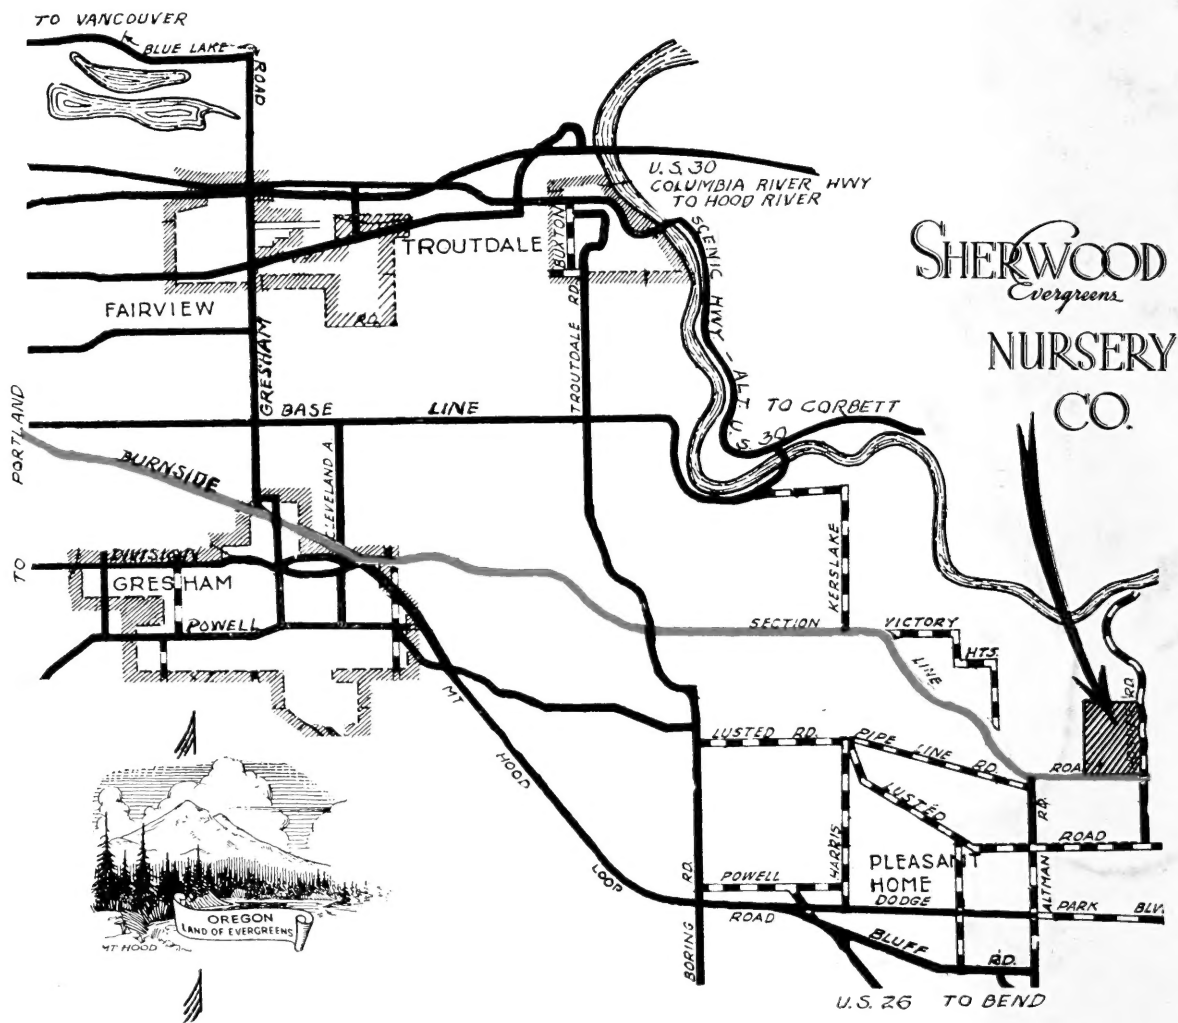 TO VANCOUVER
BLUE LAKE
ROAD
U.S. 30
COLUMBIA RIVER HWY
TO HOOD RIVER
SHERWOOD
Evergreens
NURSERY
CO.
TROUTDALE
BUXTON
SCENIC HWY - ALT. U.S. 30
FAIRVIEW
RD.
GRESHAM
TROUTDALE RD.
PORTLAND
BASE LINE
TO CORBETT
BURNSIDE
CLEVELAND A
TO
DIVISION
GRESHAM
POWELL
KERSLAKE
SECTION LINE ROAD
VICTORY
HTS.
RD.
MT HOOD LOOP ROAD
LUSTED RD.
PIPE LINE RD.
LUSTED ROAD
HARRIS
ALTMAN RD.
PLEASANT
HOME
POWELL
DODGE PARK BLV.
BORING RD.
BLUFF RD.
U.S. 26 TO BEND
OREGON
LAND OF EVERGREENS
MT HOOD